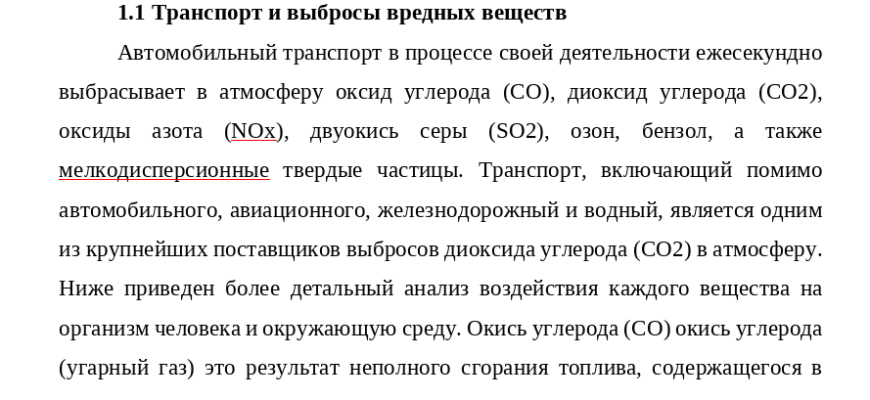 1.1 Транспорт и выбросы вредных веществ
Автомобильный транспорт в процессе своей деятельности ежесекундно
выбрасывает в атмосферу оксид углерода (CO), диоксид углерода (CO2),
оксиды азота (NOx), двуокись серы (SO2), озон, бензол, а также
мелкодисперсионные твердые частицы. Транспорт, включающий помимо
автомобильного, авиационного, железнодорожный и водный, является одним
из крупнейших поставщиков выбросов диоксида углерода (CO2) в атмосферу.
Ниже приведен более детальный анализ воздействия каждого вещества на
организм человека и окружающую среду. Окись углерода (CO) окись углерода
(угарный газ) это результат неполного сгорания топлива, содержащегося в